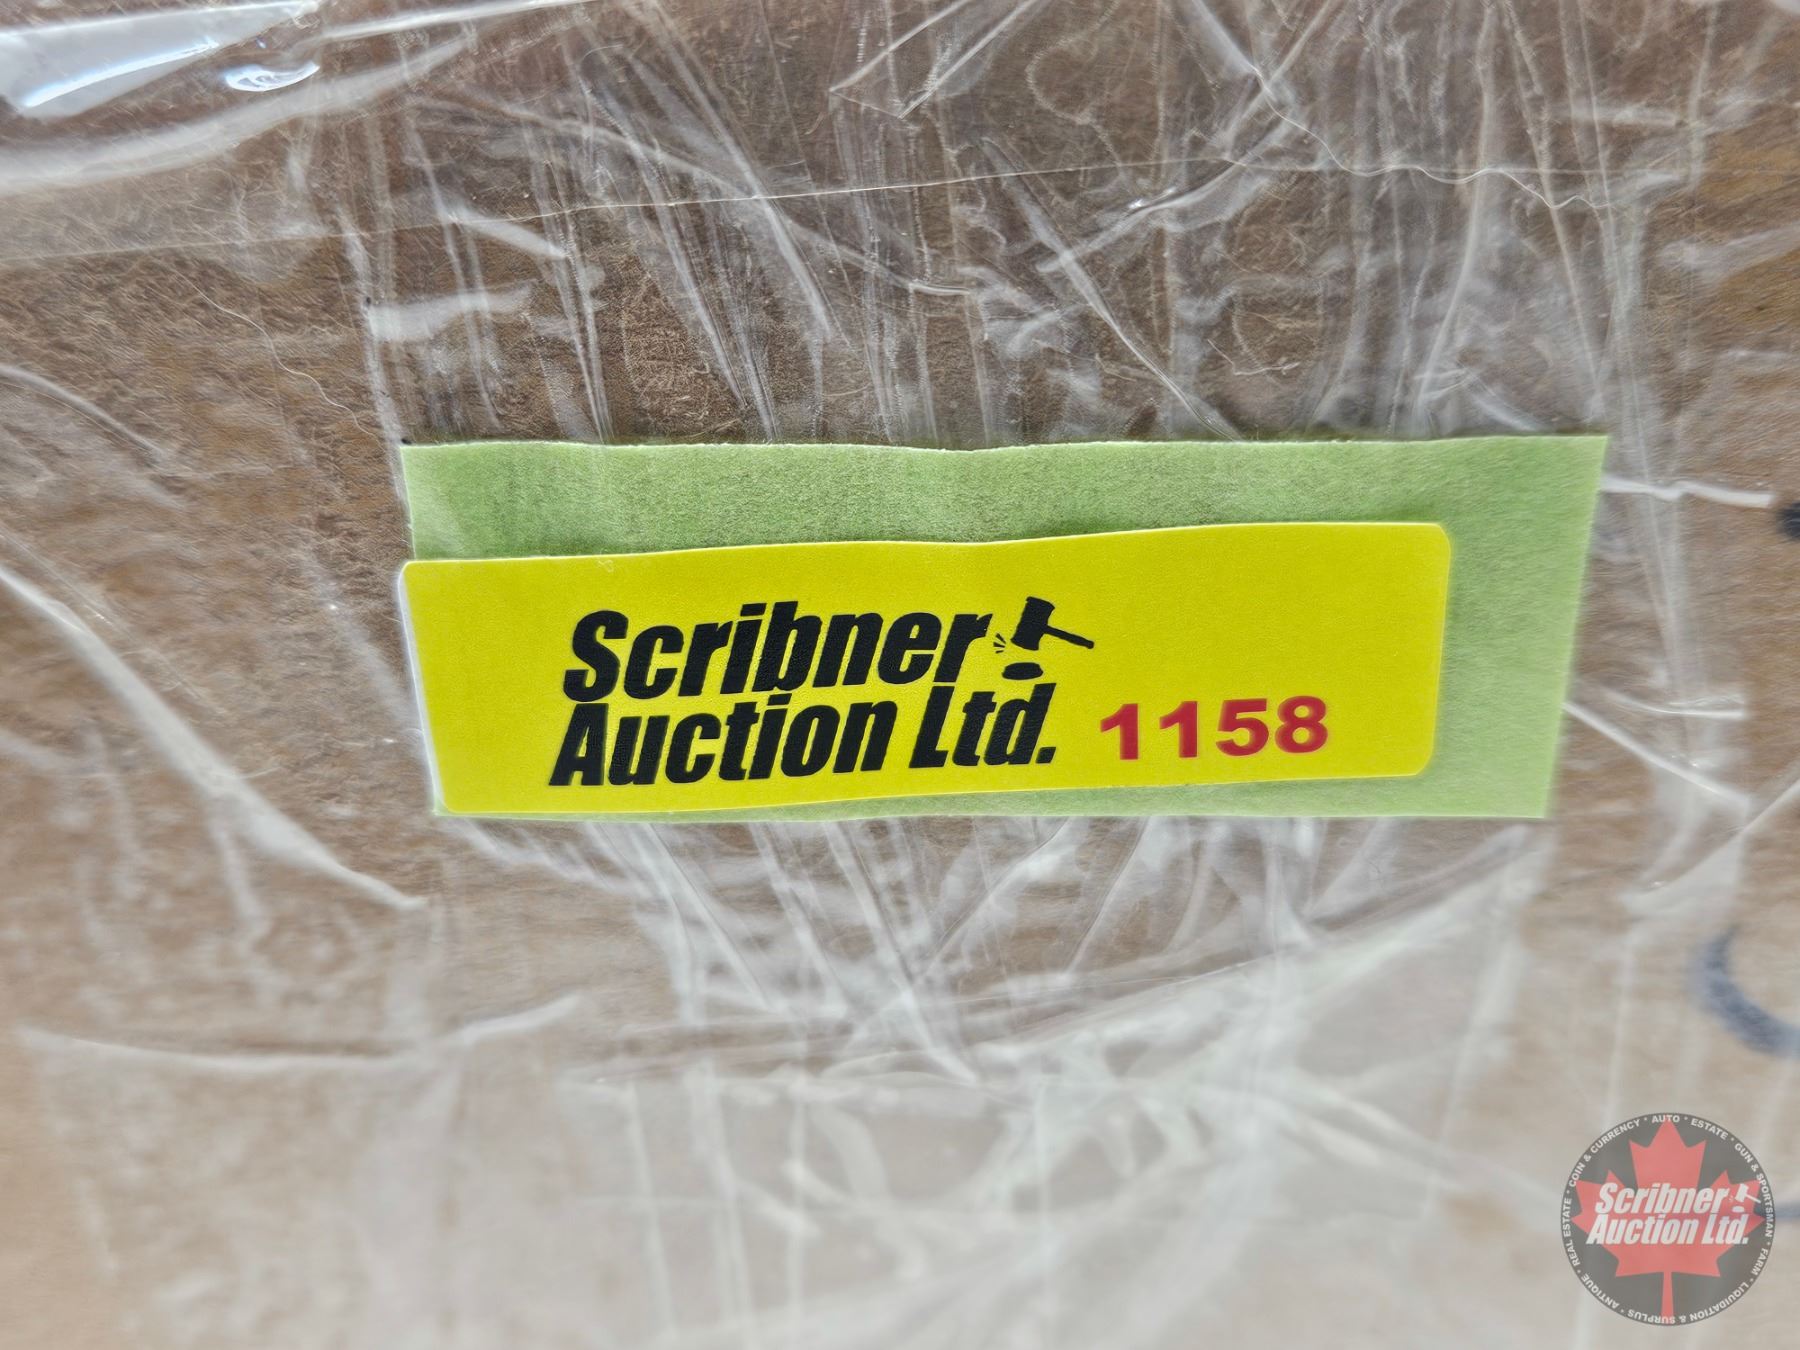 Scribner
Auction Ltd. 1158
COIN & CURRENCY · AUTO · ESTATE · GUN & SPORTSMAN · FARM · LIQUIDATION & SURPLUS · ANTIQUE · REAL ESTATE ·
Scribner
Auction Ltd.